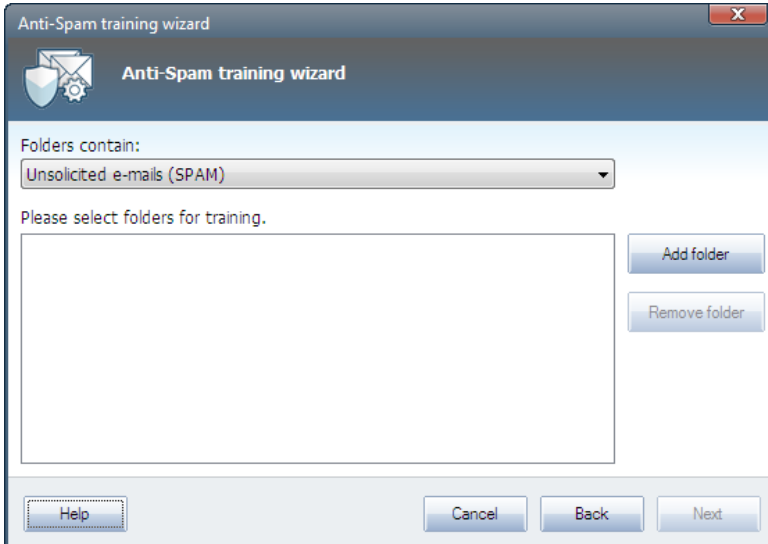 Anti-Spam training wizard
Anti-Spam training wizard
Folders contain:
Unsolicited e-mails (SPAM)
Please select folders for training.
Add folder
Remove folder
Help
Cancel
Back
Next